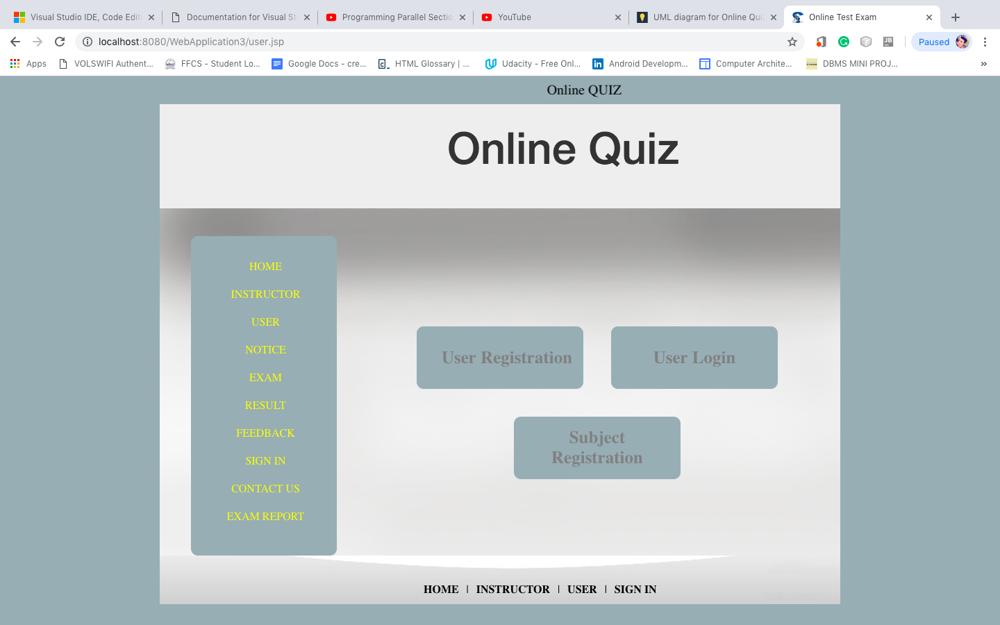 Visual Studio IDE, Code Edit
Documentation for Visual St
Programming Parallel Sectio
YouTube
UML diagram for Online Qui
Online Test Exam
localhost:8080/WebApplication3/user.jsp
Paused
Apps
VOLSWIFI Authent...
FFCS - Student Lo...
Google Docs - cre...
HTML Glossary | ...
Udacity - Free Onl...
Android Developm...
Computer Archite...
DBMS MINI PROJ...
Online QUIZ
Online Quiz
HOME
INSTRUCTOR
USER
NOTICE
EXAM
RESULT
FEEDBACK
SIGN IN
CONTACT US
EXAM REPORT
User Registration
User Login
Subject
Registration
HOME | INSTRUCTOR | USER | SIGN IN